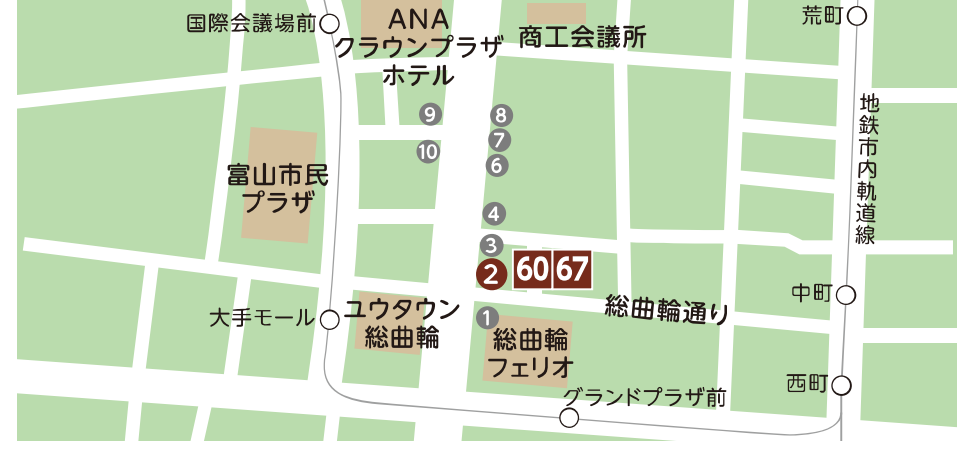 国際会議場前
ANA
クラウンプラザ
ホテル
商工会議所
荒町
9
10
8
7
6
地鉄市内軌道線
富山市民
プラザ
4
3
2
60 67
中町
大手モール
ユウタウン
総曲輪
1
総曲輪
フェリオ
総曲輪通り
西町
グランドプラザ前